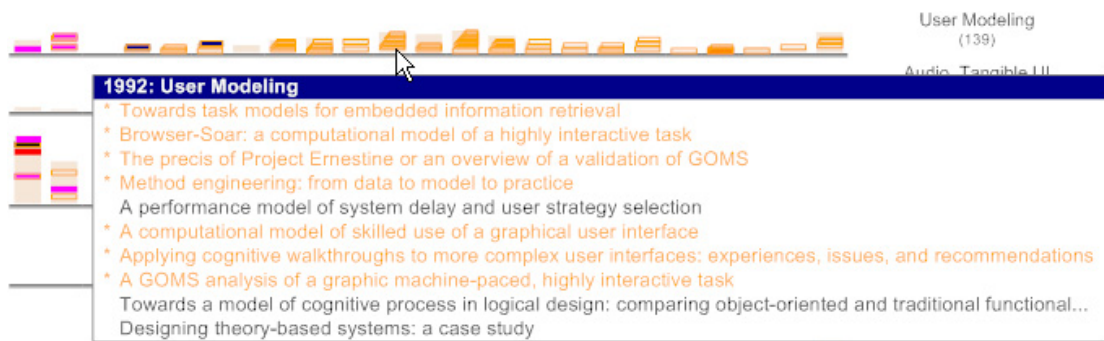 User Modeling
(139)
Audio, Tangible UI
1992: User Modeling
* Towards task models for embedded information retrieval
* Browser-Soar: a computational model of a highly interactive task
* The precis of Project Ernestine or an overview of a validation of GOMS
* Method engineering: from data to model to practice
A performance model of system delay and user strategy selection
* A computational model of skilled use of a graphical user interface
* Applying cognitive walkthroughs to more complex user interfaces: experiences, issues, and recommendations
* A GOMS analysis of a graphic machine-paced, highly interactive task
Towards a model of cognitive process in logical design: comparing object-oriented and traditional functional...
Designing theory-based systems: a case study